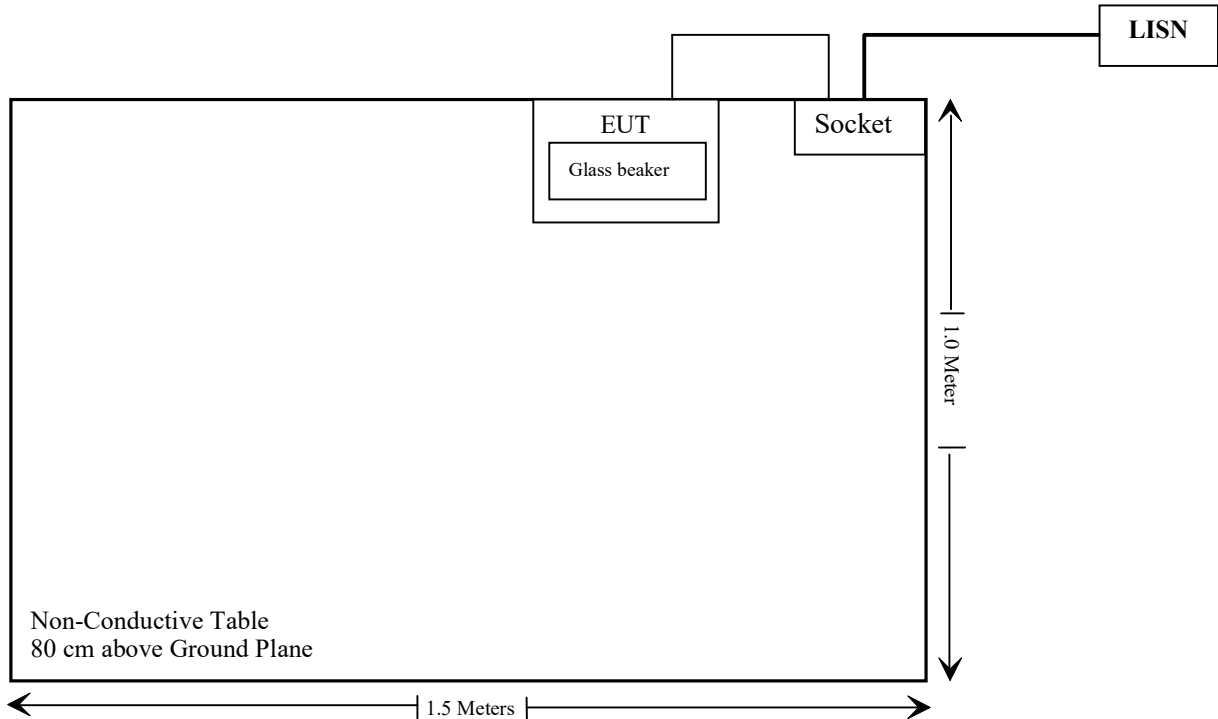 LISN
EUT
Socket
Glass beaker
1.0 Meter
Non-Conductive Table
80 cm above Ground Plane
1.5 Meters